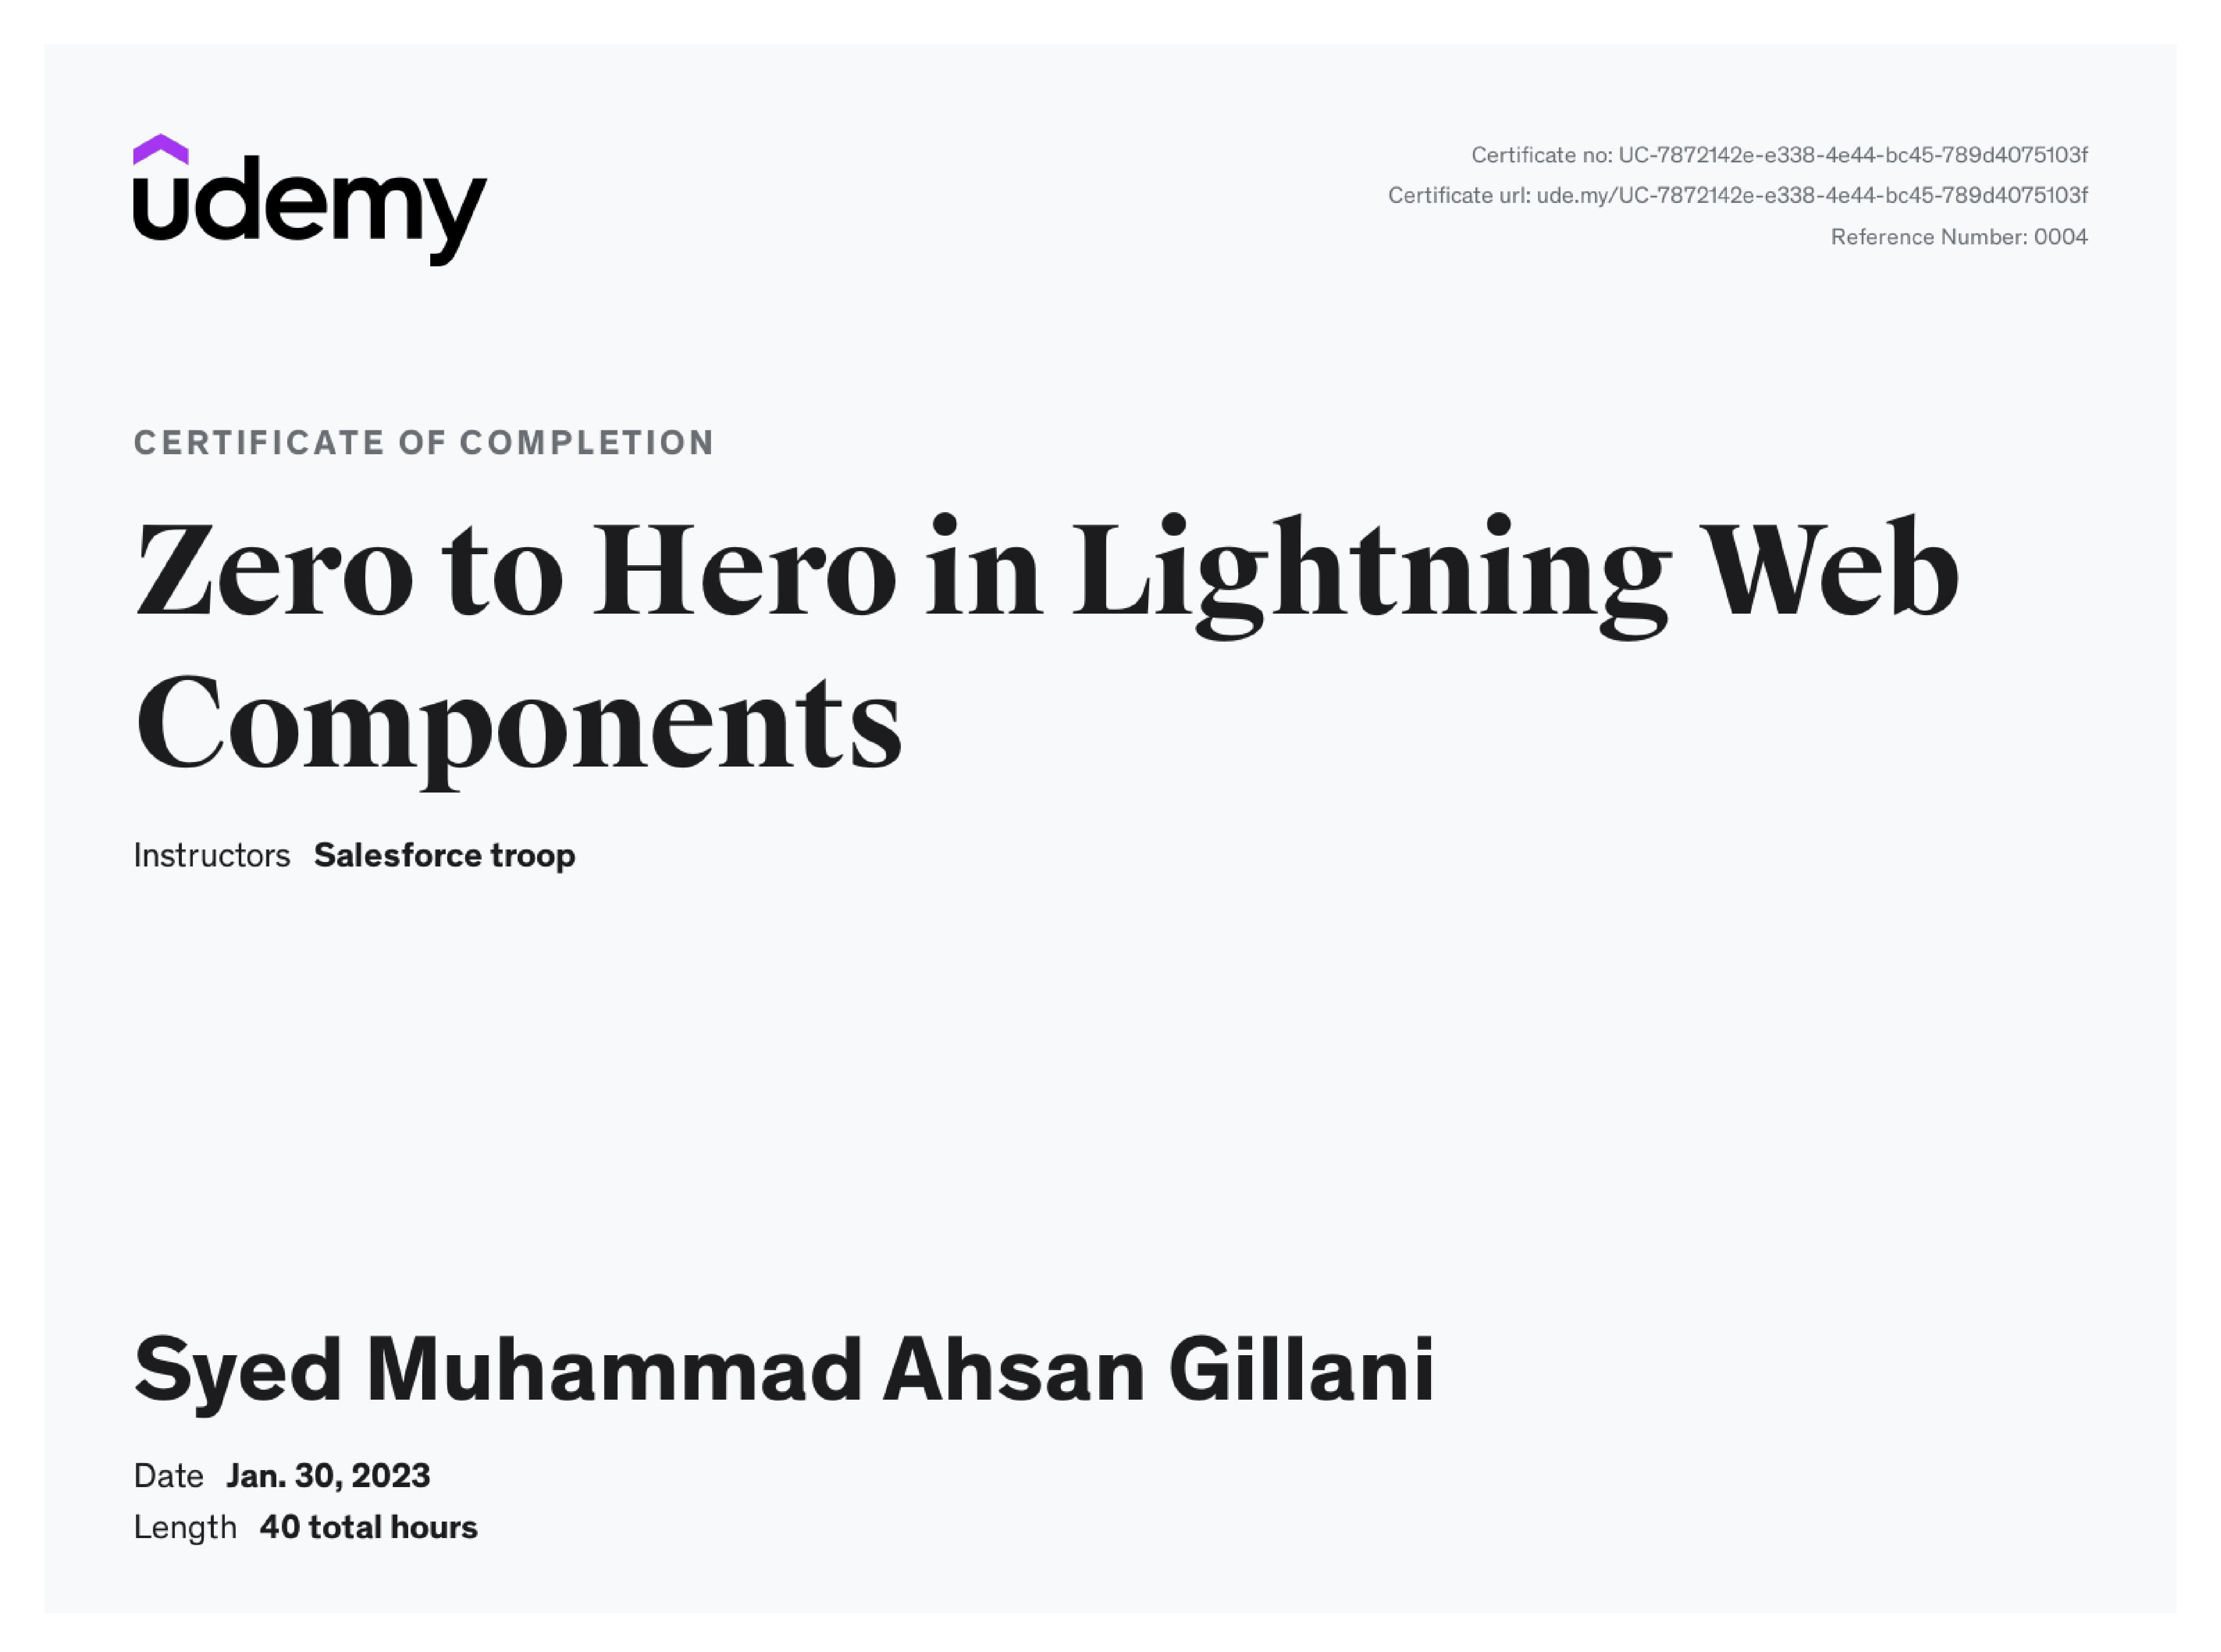 udemy
Certificate no: UC-7872142e-e338-4e44-bc45-789d4075103f
Certificate url: ude.my/UC-7872142e-e338-4e44-bc45-789d4075103f
Reference Number: 0004
CERTIFICATE OF COMPLETION
Zero to Hero in Lightning Web
Components
Instructors Salesforce troop
Syed Muhammad Ahsan Gillani
Date Jan. 30, 2023
Length 40 total hours